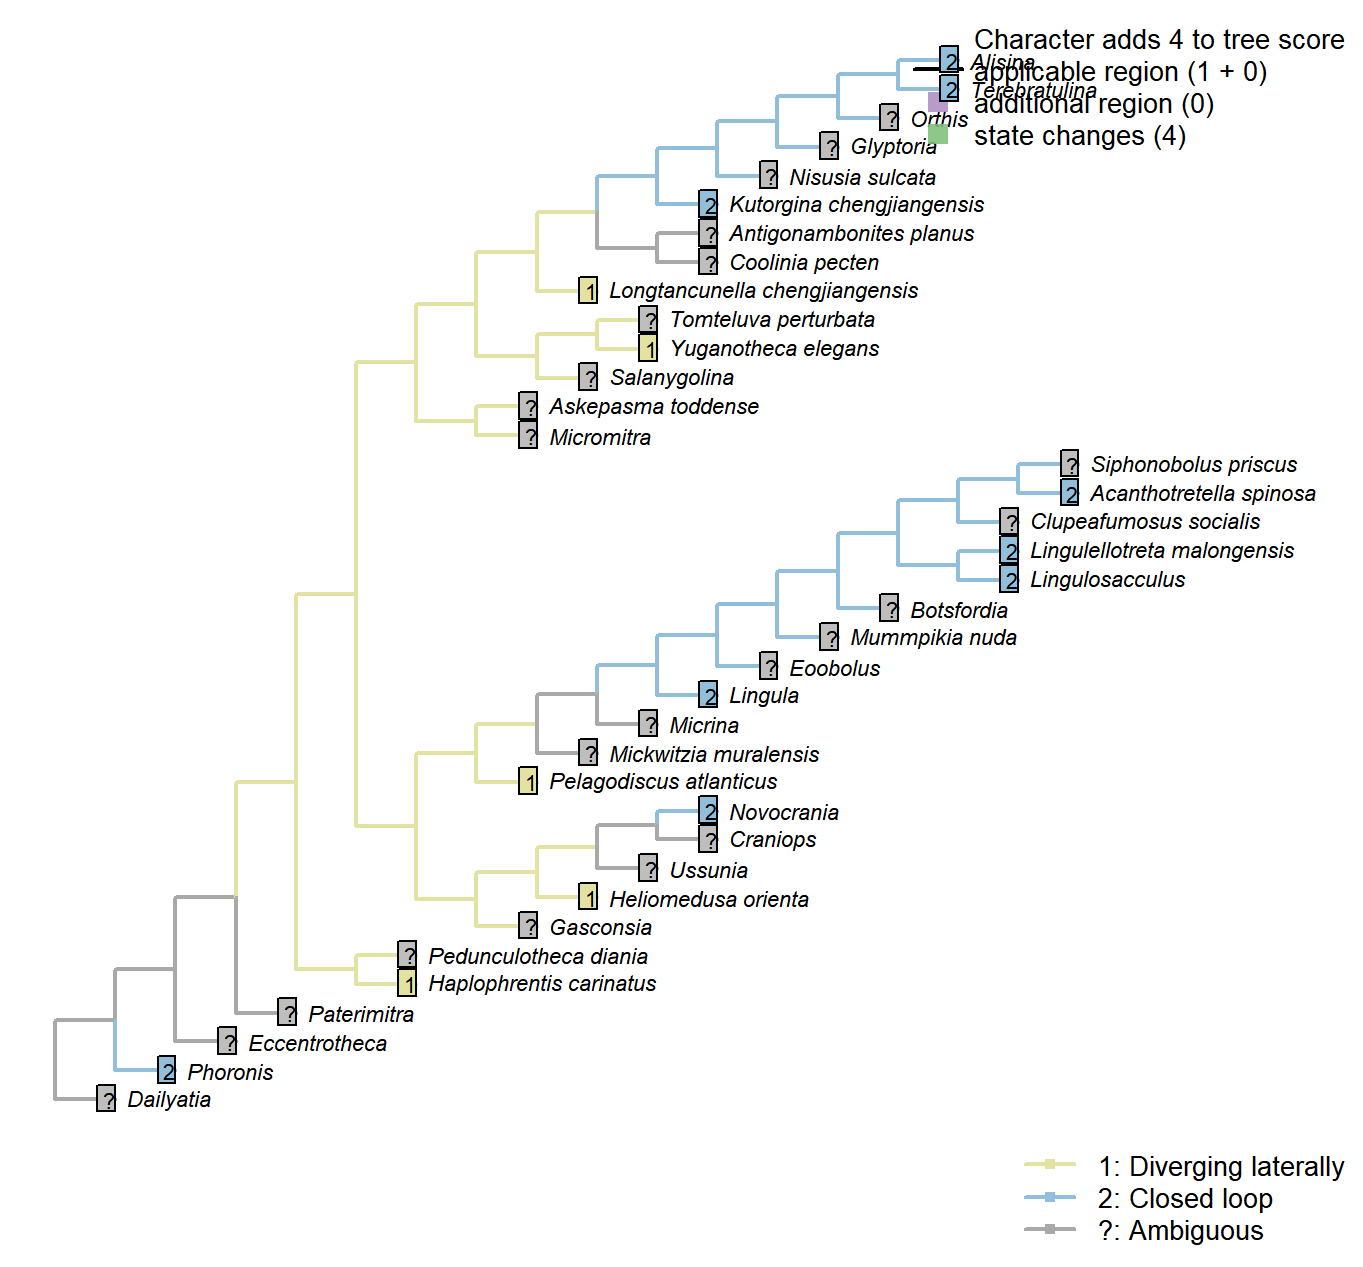 Character adds 4 to tree score
2 Alisina
applicable region (1 + 0)
2 Terebratulina
additional region (0)
? Orthis
state changes (4)
? Glyptoria
? Nisusia sulcata
2 Kutorgina chengjiangensis
? Antigonambonites planus
? Coolinia pecten
1 Longtancunella chengjiangensis
? Tomteluva perturbata
1 Yuganotheca elegans
? Salanygolina
? Askepasma toddense
? Micromitra
? Siphonobolus priscus
2 Acanthotretella spinosa
? Clupeafumosus socialis
2 Lingulellotreta malongensis
2 Lingulosacculus
? Botsfordia
? Mummpikia nuda
? Eoobolus
2 Lingula
? Micrina
? Mickwitzia muralensis
1 Pelagodiscus atlanticus
2 Novocrania
? Craniops
? Ussunia
1 Heliomedusa orienta
? Gasconsia
? Pedunculotheca diania
1 Haplophrentis carinatus
? Paterimitra
? Eccentrotheca
2 Phoronis
? Dailyatia
1: Diverging laterally
2: Closed loop
?: Ambiguous